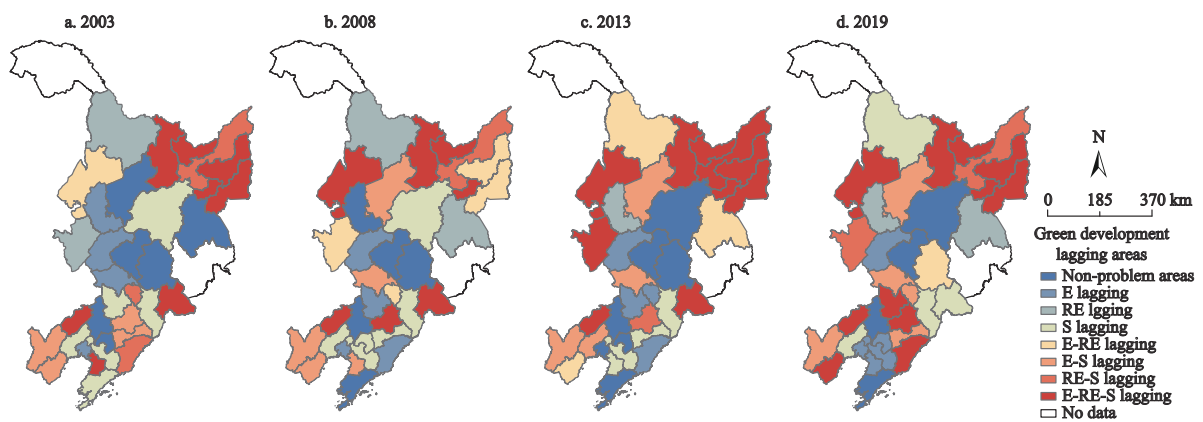 a. 2003
b. 2008
c. 2013
d. 2019
N
0 185 370 km
Green development
lagging areas
Non-problem areas
E lagging
RE lgging
S lagging
E-RE lagging
E-S lagging
RE-S lagging
E-RE-S lagging
No data